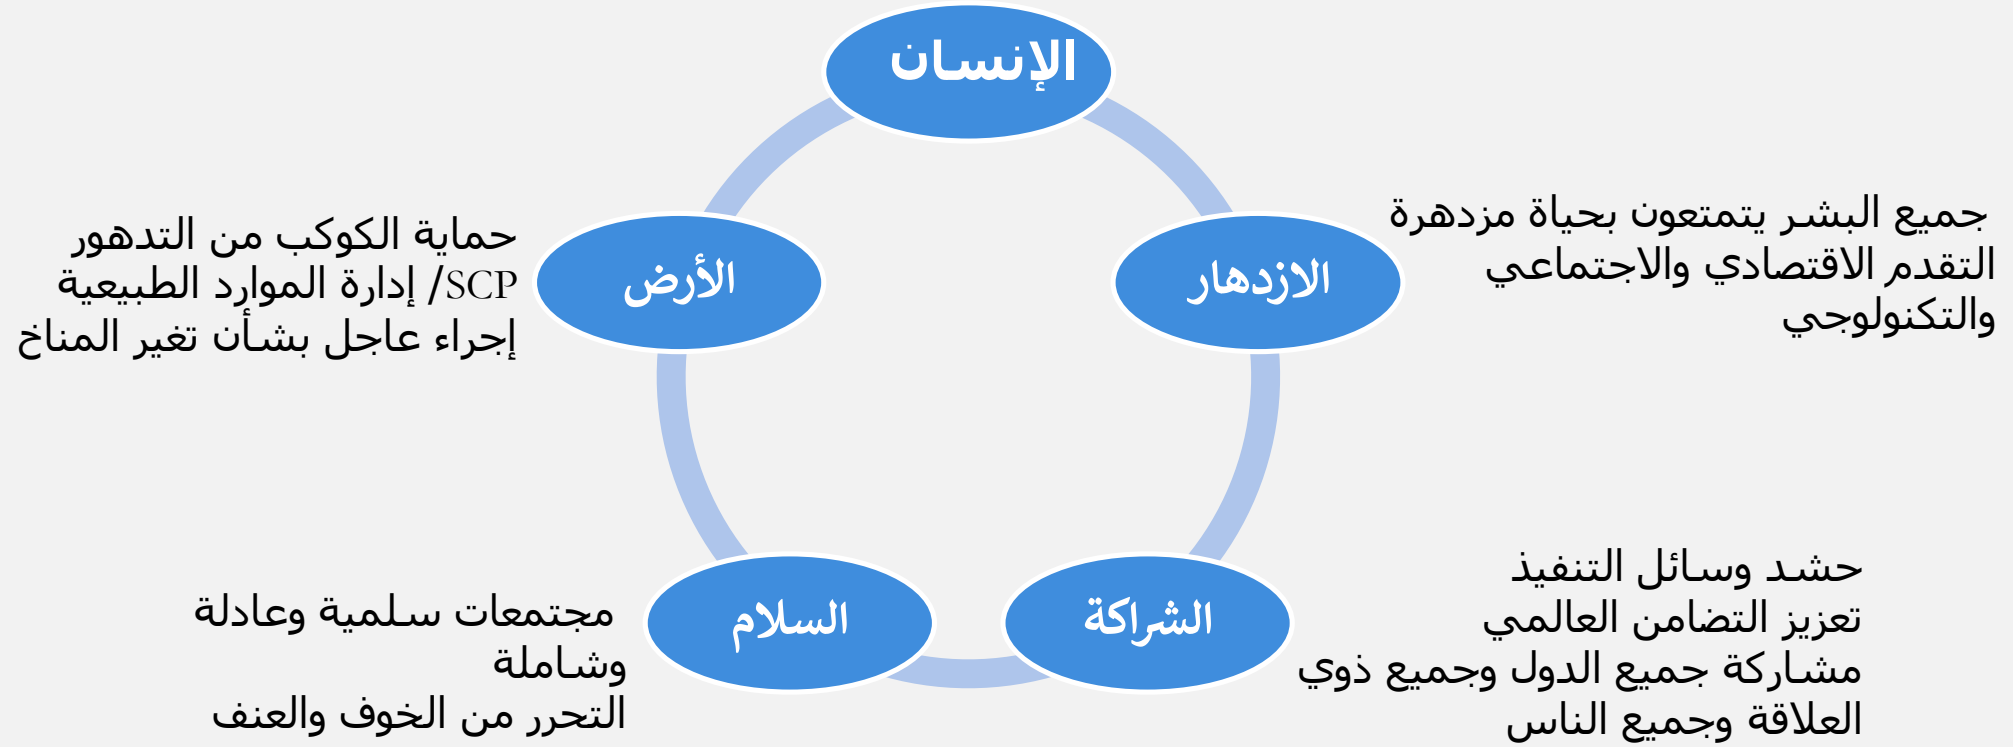 الإنسان
الازدهار
جميع البشر يتمتعون بحياة مزدهرة
التقدم الاقتصادي والاجتماعي
والتكنولوجي
الشراكة
حشد وسائل التنفيذ
تعزيز التضامن العالمي
مشاركة جميع الدول وجميع ذوي
العلاقة وجميع الناس
السلام
مجتمعات سلمية وعادلة
وشاملة
التحرر من الخوف والعنف
الأرض
حماية الكوكب من التدهور
SCP/ إدارة الموارد الطبيعية
إجراء عاجل بشأن تغير المناخ